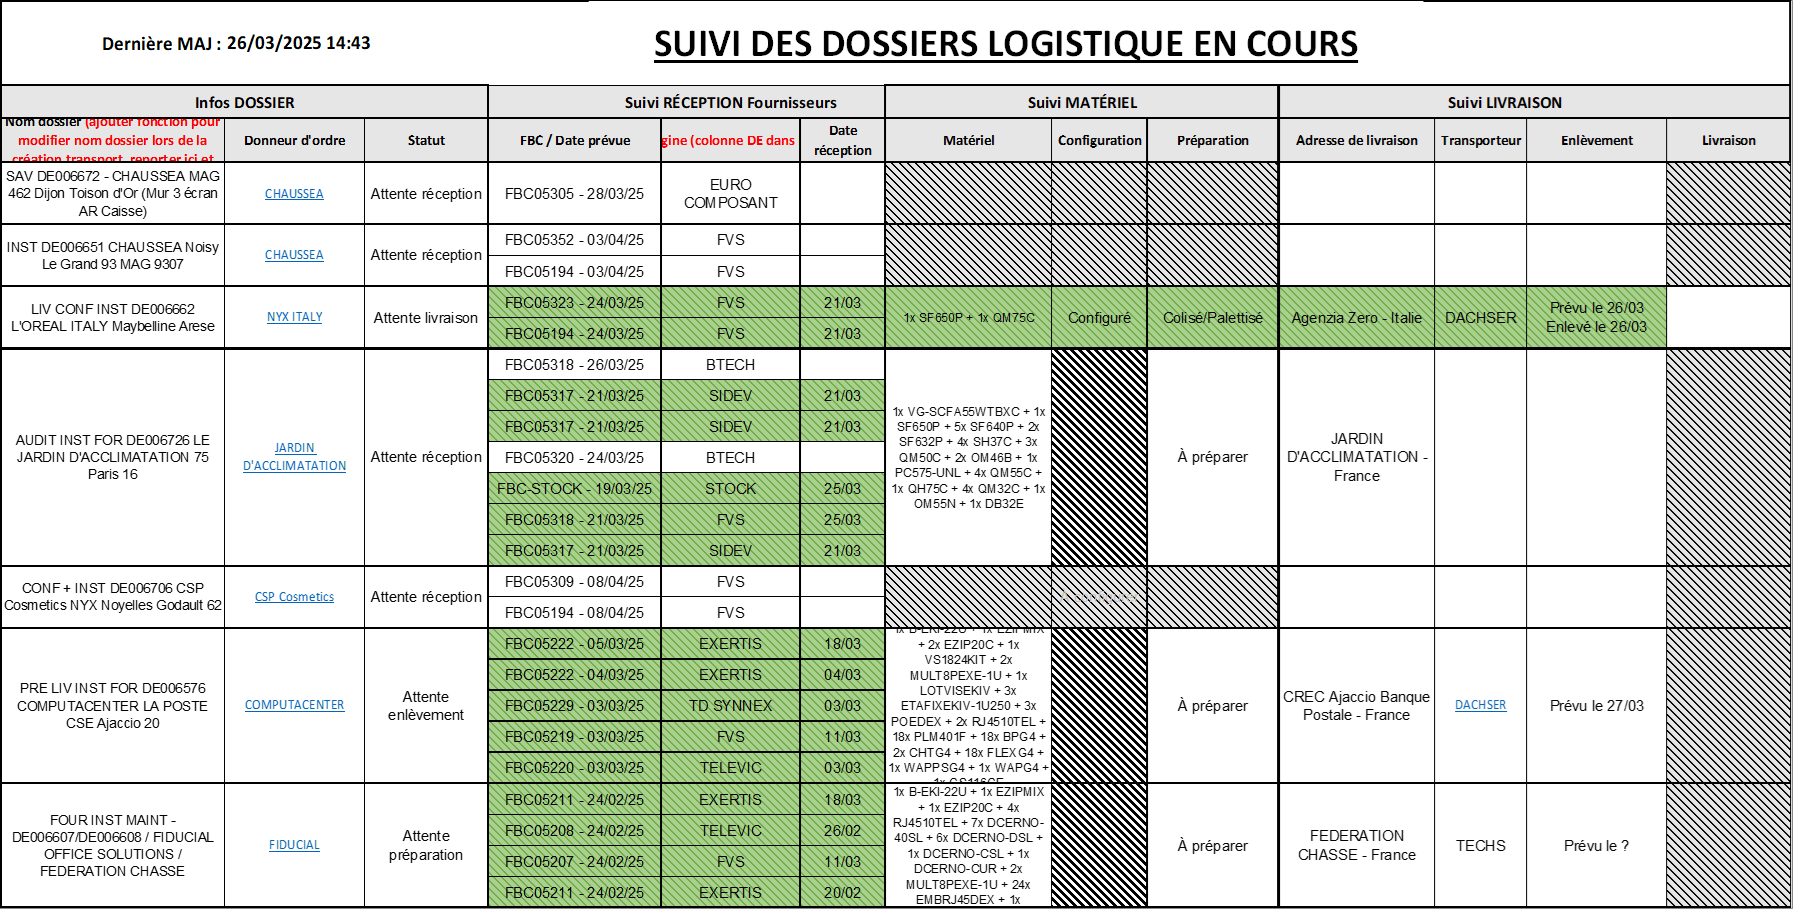 Dernière MAJ : 26/03/2025 14:43
SUIVI DES DOSSIERS LOGISTIQUE EN COURS
Infos DOSSIER
Suivi RÉCEPTION Fournisseurs
Suivi MATÉRIEL
Suivi LIVRAISON
Nom dossier (ajouter fonction pour
modifier nom dossier lors de la
création transport, reporter ici et
Donneur d'ordre
Statut
FBC / Date prévue
gine (colonne DE dans
Date
réception
Matériel
Configuration
Préparation
Adresse de livraison
Transporteur
Enlèvement
Livraison
SAV DE006672 - CHAUSSEA MAG
462 Dijon Toison d'Or (Mur 3 écran
AR Caisse)
CHAUSSEA
Attente réception
FBC05305 - 28/03/25
EURO
COMPOSANT
INST DE006651 CHAUSSEA Noisy
Le Grand 93 MAG 9307
CHAUSSEA
Attente réception
FBC05352 - 03/04/25
FVS
FBC05194 - 03/04/25
FVS
LIV CONF INST DE006662
L'OREAL ITALY Maybelline Arese
NYX ITALY
Attente livraison
FBC05323 - 24/03/25
FVS
21/03
FBC05194 - 24/03/25
FVS
21/03
1x SF650P + 1x QM75C
Configuré
Colisé/Palettisé
Agenzia Zero - Italie
DACHSER
Prévu le 26/03
Enlevé le 26/03
AUDIT INST FOR DE006726 LE
JARDIN D'ACCLIMATATION 75
Paris 16
JARDIN
D'ACCLIMATATION
Attente réception
FBC05318 - 26/03/25
BTECH
FBC05317 - 21/03/25
SIDEV
21/03
FBC05317 - 21/03/25
SIDEV
21/03
FBC05320 - 24/03/25
BTECH
FBC-STOCK - 19/03/25
STOCK
25/03
FBC05318 - 21/03/25
FVS
25/03
FBC05317 - 21/03/25
SIDEV
21/03
1x VG-SCFA55WTBXC + 1x
SF650P + 5x SF640P + 2x
SF632P + 4x SH37C + 3x
QM50C + 2x OM46B + 1x
PC575-UNL + 4x QM55C +
1x QH75C + 4x QM32C + 1x
OM55N + 1x DB32E
À préparer
JARDIN
D'ACCLIMATATION -
France
CONF + INST DE006706 CSP
Cosmetics NYX Noyelles Godault 62
CSP Cosmetics
Attente réception
FBC05309 - 08/04/25
FVS
FBC05194 - 08/04/25
FVS
PRE LIV INST FOR DE006576
COMPUTACENTER LA POSTE
CSE Ajaccio 20
COMPUTACENTER
Attente
enlèvement
FBC05222 - 05/03/25
EXERTIS
18/03
FBC05222 - 04/03/25
EXERTIS
04/03
FBC05229 - 03/03/25
TD SYNNEX
03/03
FBC05219 - 03/03/25
FVS
11/03
FBC05220 - 03/03/25
TELEVIC
03/03
1x B-EKI-22U + 1x EZIPMIX
+ 2x EZIP20C + 1x
VS1824KIT + 2x
MULT8PEXE-1U + 1x
LOTVISEKIV + 3x
ETAFIXEKIV-1U250 + 3x
POEDEX + 2x RJ4510TEL +
18x PLM401F + 18x BPG4 +
2x CHTG4 + 18x FLEXG4 +
1x WAPPSG4 + 1x WAPG4 +
À préparer
CREC Ajaccio Banque
Postale - France
DACHSER
Prévu le 27/03
FOUR INST MAINT -
DE006607/DE006608 / FIDUCIAL
OFFICE SOLUTIONS /
FEDERATION CHASSE
FIDUCIAL
Attente
préparation
FBC05211 - 24/02/25
EXERTIS
18/03
FBC05208 - 24/02/25
TELEVIC
26/02
FBC05207 - 24/02/25
FVS
11/03
FBC05211 - 24/02/25
EXERTIS
20/02
1x B-EKI-22U + 1x EZIPMIX
+ 1x EZIP20C + 4x
RJ4510TEL + 7x DCERNO-
40SL + 6x DCERNO-DSL +
1x DCERNO-CSL + 1x
DCERNO-CUR + 2x
MULT8PEXE-1U + 24x
EMBRJ45DEX + 1x
À préparer
FEDERATION
CHASSE - France
TECHS
Prévu le ?